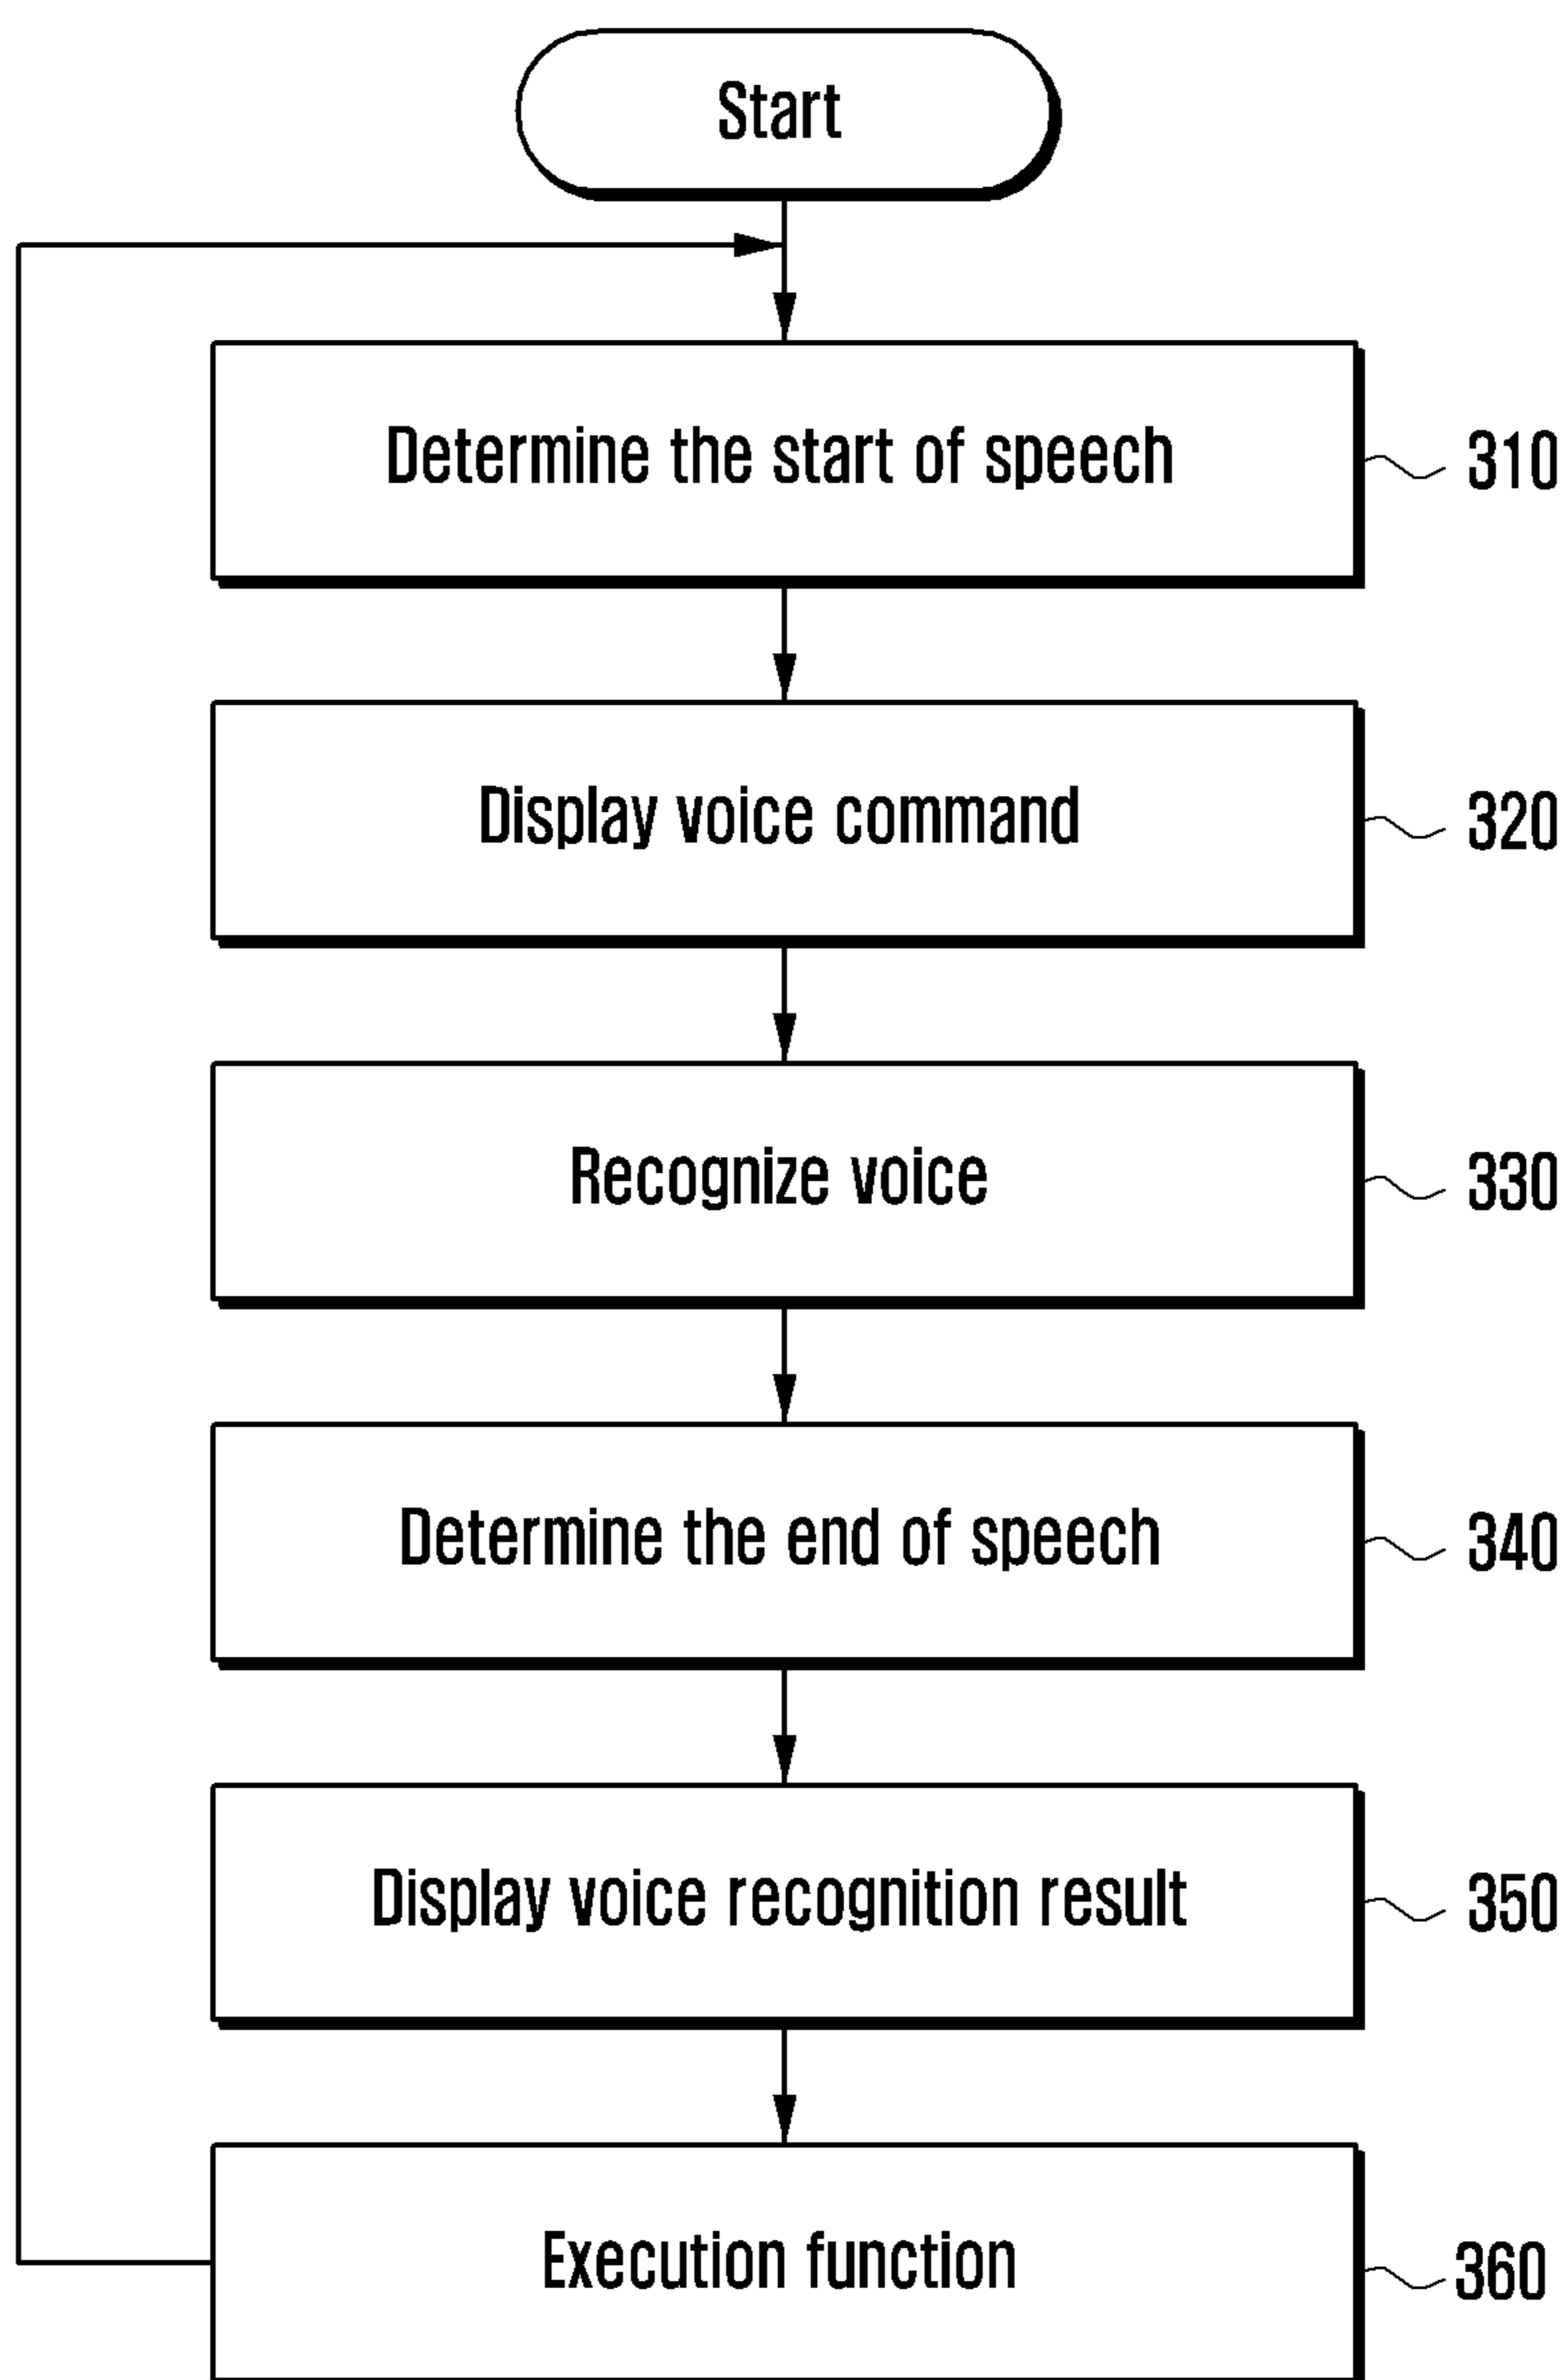 Start
Determine the start of speech
310
Display voice command
320
Recognize voice
330
Determine the end of speech
340
Display voice recognition result
350
Execution function
360